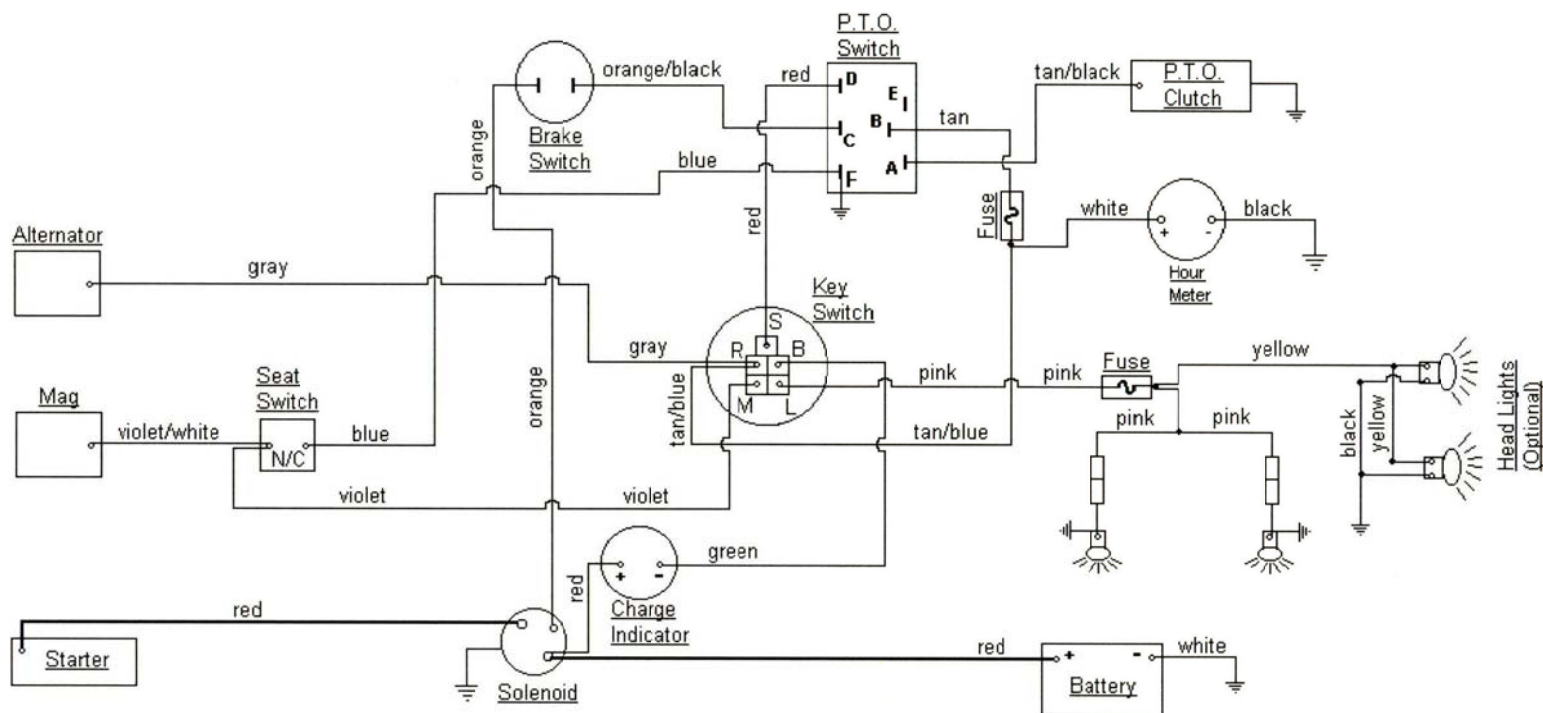 P.T.O.
Switch
orange/black
red
D
E
tan/black
P.T.O.
Clutch
B
tan
C
Brake
Switch
orange
blue
A
F
red
Fuse
white
+
-
black
Hour
Meter
Alternator
gray
Key
Switch
S
gray
R
B
pink
pink
Fuse
yellow
Seat
Switch
Mag
violet/white
N/C
blue
orange
tan/blue
M
L
tan/blue
pink
pink
black
yellow
Head Lights
(Optional)
violet
violet
green
red
+
-
Charge
Indicator
red
Starter
Solenoid
red
+
-
white
Battery